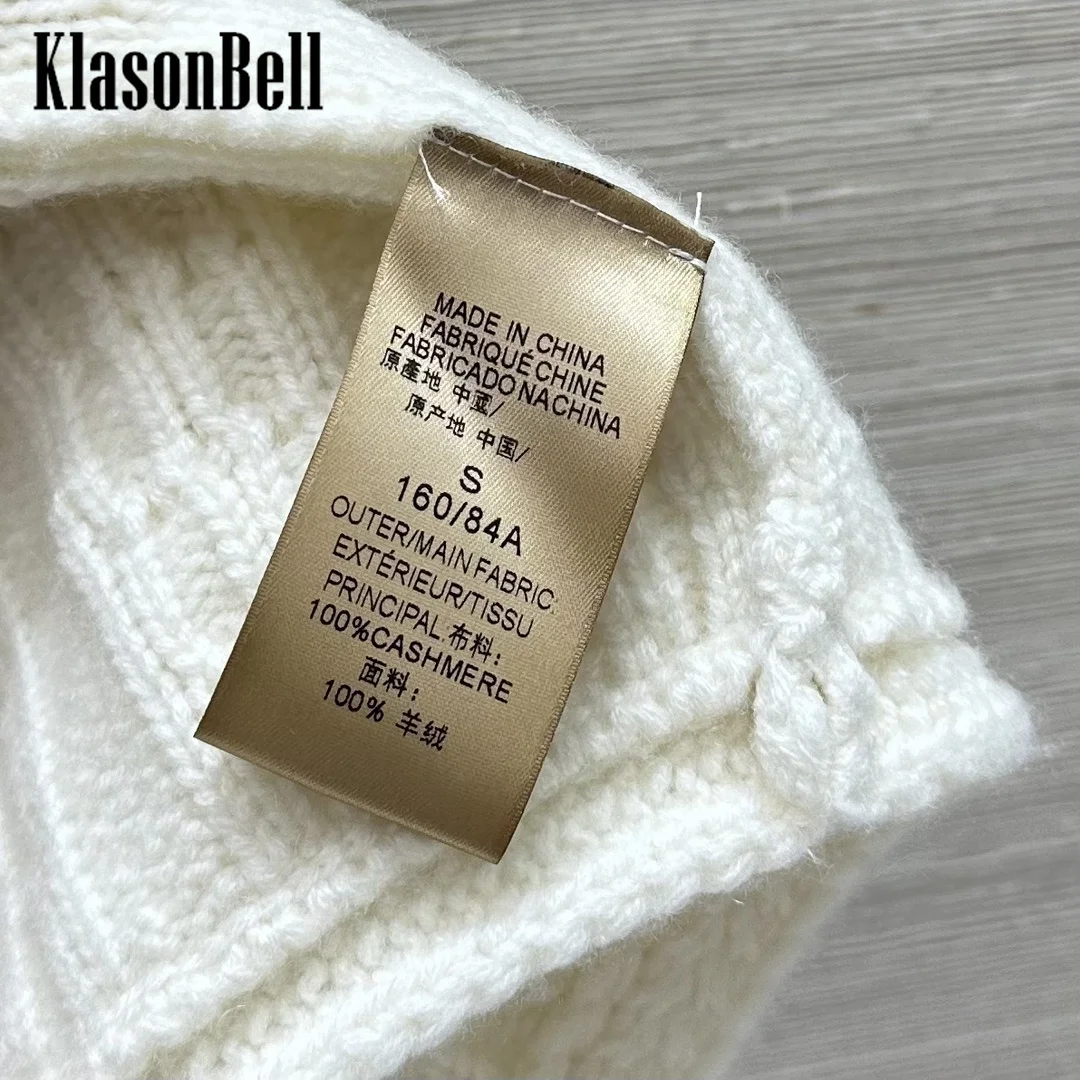 KlasonBell
MADE IN CHINA
FABRIQUÉ CHINE
FABRICADO NA CHINA
原產地 中國/
原产地 中国/
S
160/84A
OUTER/MAIN FABRIC
EXTÉRIEUR/TISSU
PRINCIPAL.布料:
100%CASHMERE
面料:
100% 羊绒